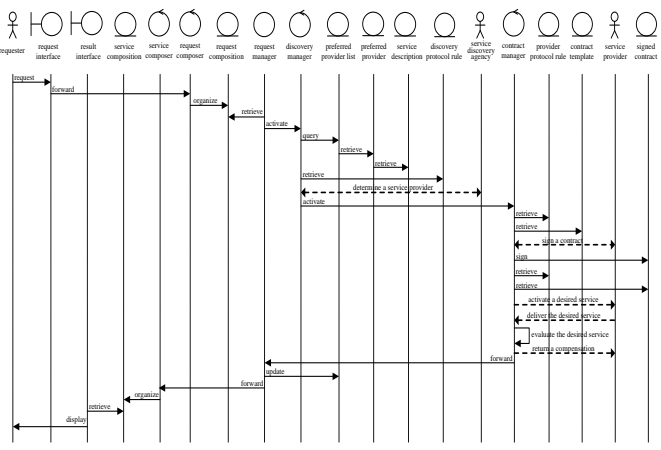 requester
request
interface
result
interface
service
composition
service
composer
request
composer
request
composition
request
manager
discovery
manager
preferred
provider list
preferred
provider
service
description
discovery
protocol rule
service
discovery
agency
contract
manager
provider
protocol rule
contract
template
service
provider
signed
contract
request
forward
organize
retrieve
activate
query
retrieve
retrieve
retrieve
determine a service provider
activate
retrieve
retrieve
sign a contract
sign
retrieve
retrieve
activate a desired service
deliver the desired service
evaluate the desired service
return a compensation
forward
update
forward
organize
retrieve
display